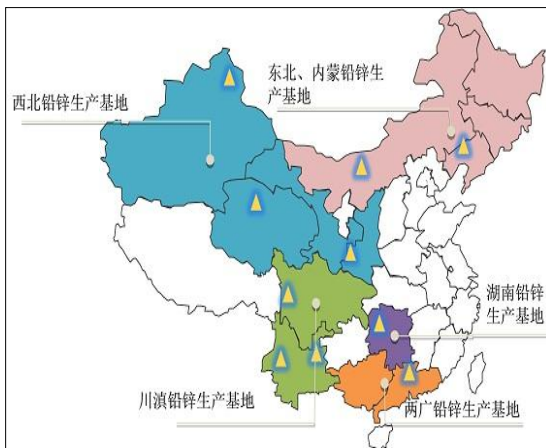 东北、内蒙铅锌生
产基地
西北铅锌生产基地
湖南铅锌
生产基地
川滇铅锌生产基地
两广铅锌生产基地